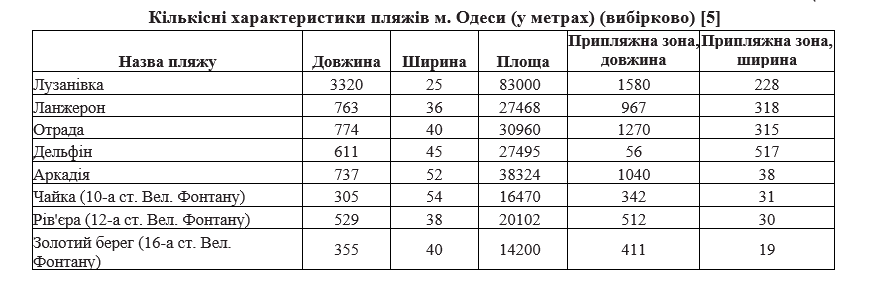 Кількісні характеристики пляжів м. Одеси (у метрах) (вибірково) [5]
Назва пляжу Довжина Ширина Площа Припляжна зона, довжина Припляжна зона, ширина
Лузанівка 3320 25 83000 1580 228
Ланжерон 763 36 27468 967 318
Отрада 774 40 30960 1270 315
Дельфін 611 45 27495 56 517
Аркадія 737 52 38324 1040 38
Чайка (10-а ст. Вел. Фонтану) 305 54 16470 342 31
Рів'єра (12-а ст. Вел. Фонтану) 529 38 20102 512 30
Золотий берег (16-а ст. Вел.
Фонтану) 355 40 14200 411 19